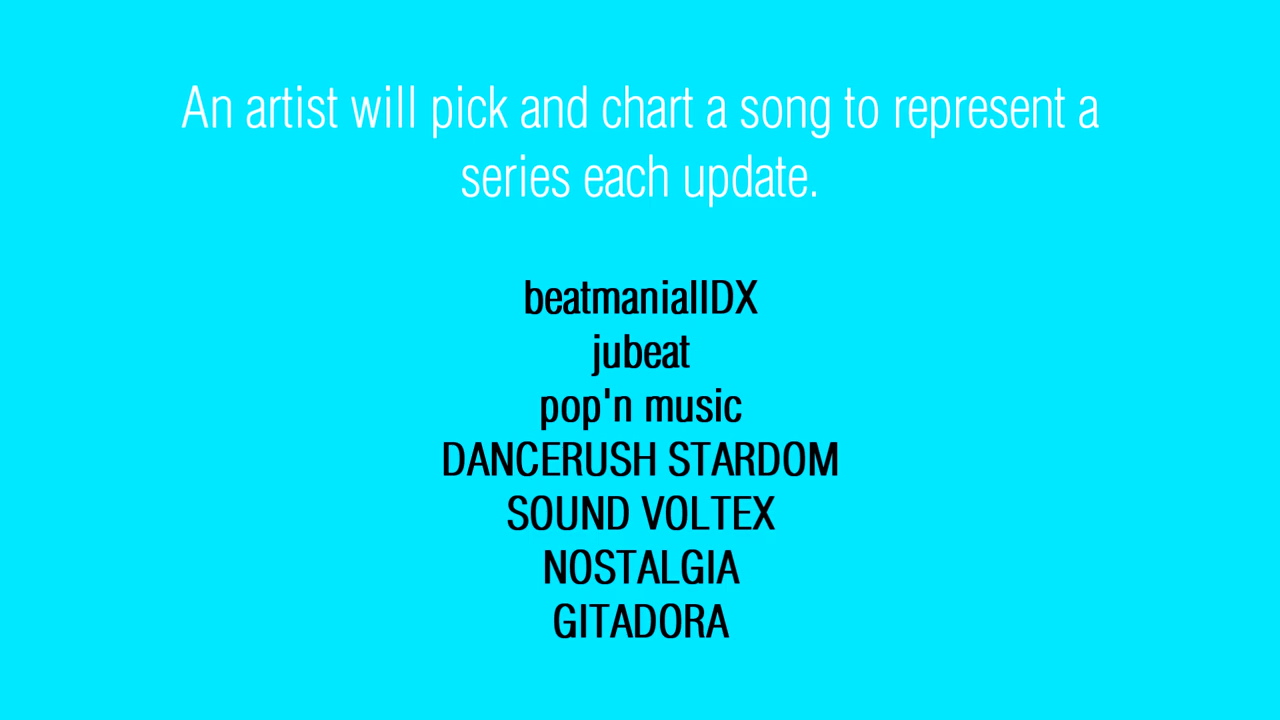 An artist will pick and chart a song to represent a
series each update.
beatmaniaIIDX
jubeat
pop'n music
DANCERUSH STARDOM
SOUND VOLTEX
NOSTALGIA
GITADORA